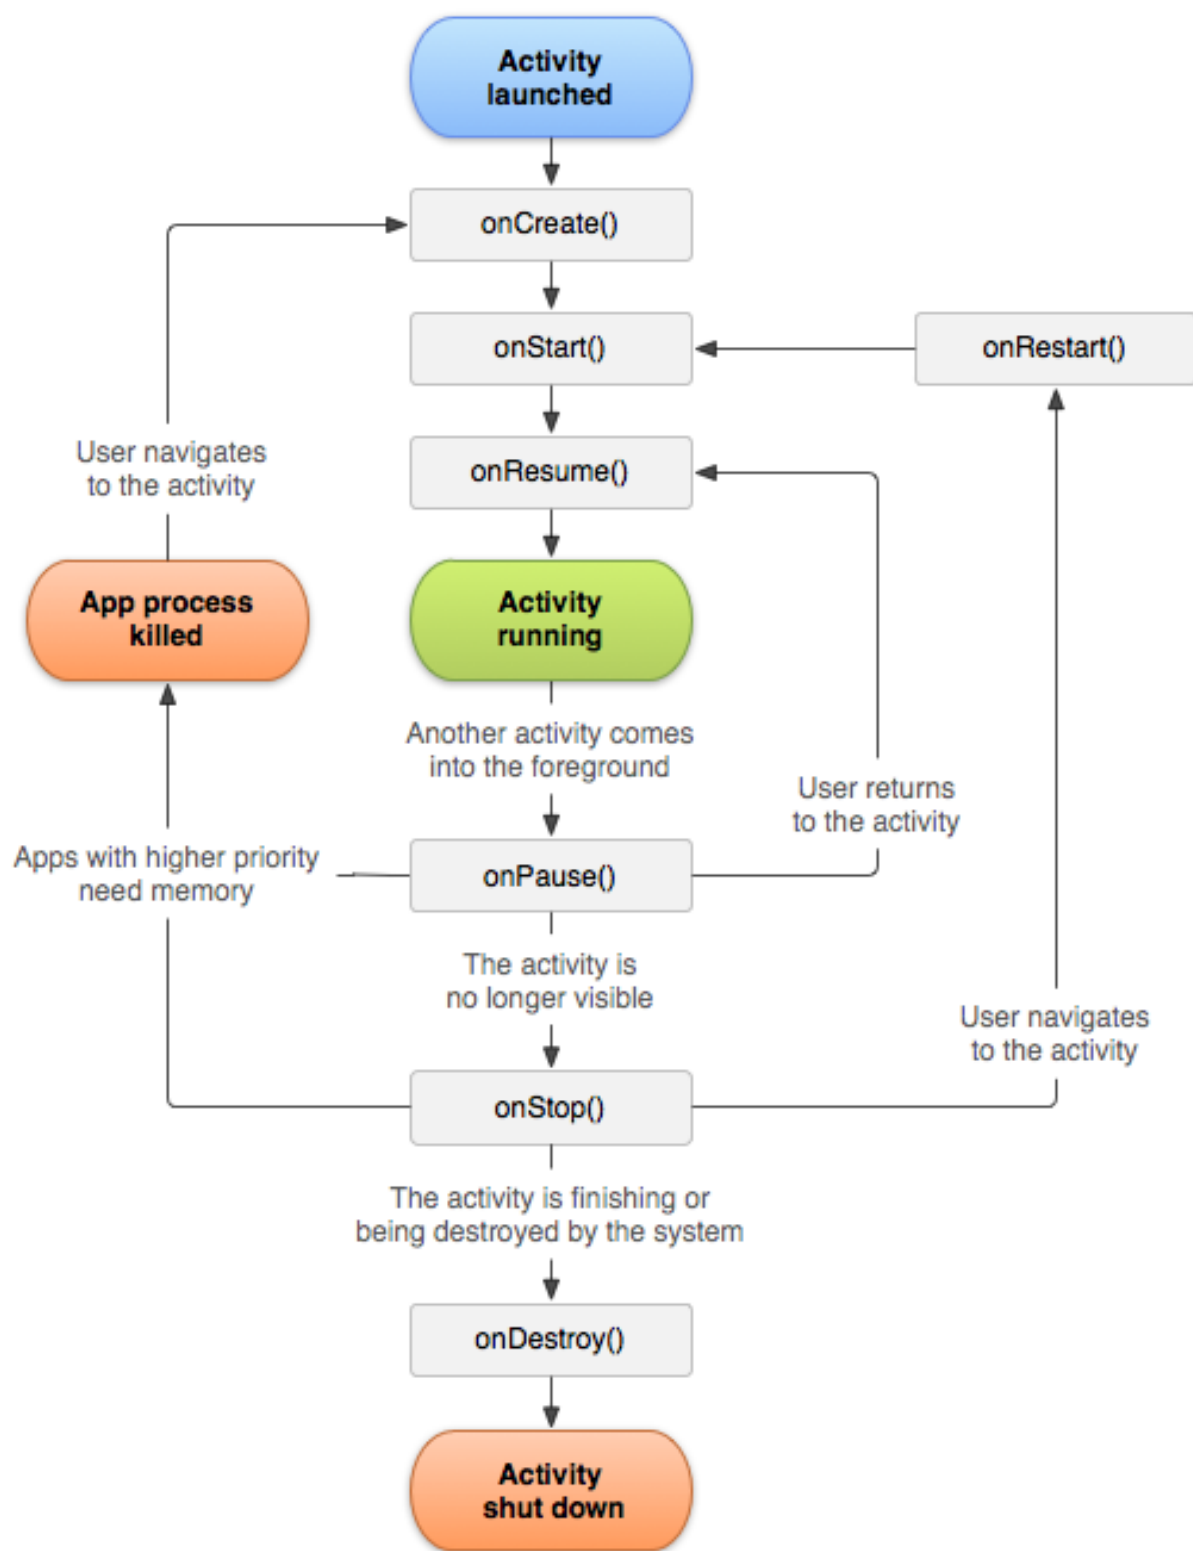 Activity
launched
onCreate()
onStart()
onRestart()
User navigates
to the activity
onResume()
App process
killed
Activity
running
Another activity comes
into the foreground
User returns
to the activity
Apps with higher priority
need memory
onPause()
The activity is
no longer visible
User navigates
to the activity
onStop()
The activity is finishing or
being destroyed by the system
onDestroy()
Activity
shut down